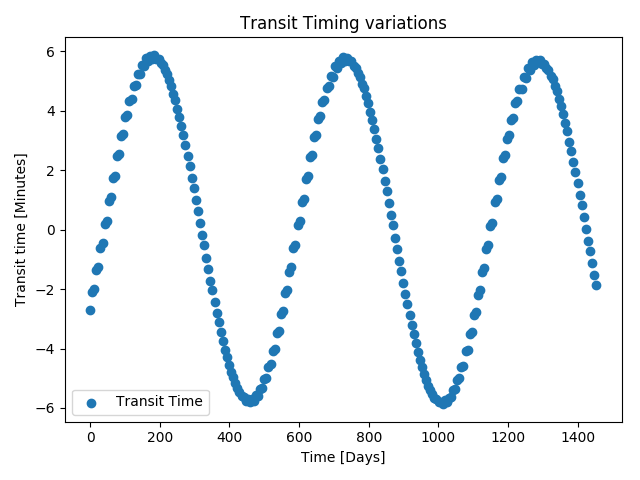 Transit Timing variations
Transit time [Minutes]
6
4
2
0
−2
−4
−6
Transit Time
0 200 400 600 800 1000 1200 1400
Time [Days]